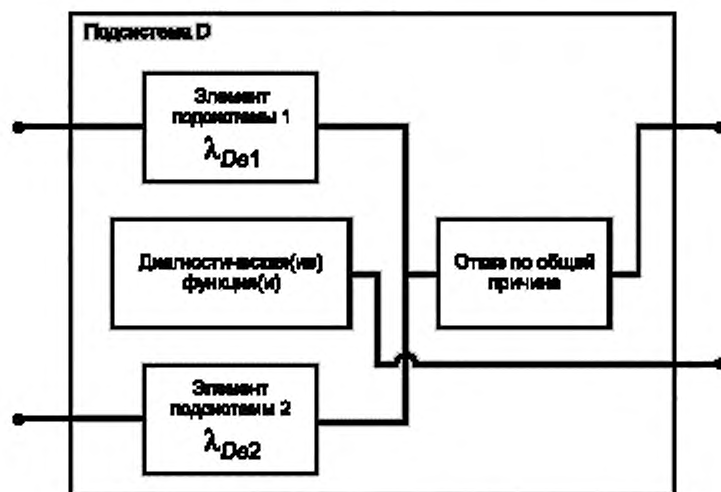 Подсистема D
Элемент
подсистемы 1
λDe1
Диагностическая(ие)
функция(и)
Отказ по общей
причине
Элемент
подсистемы 2
λDe2